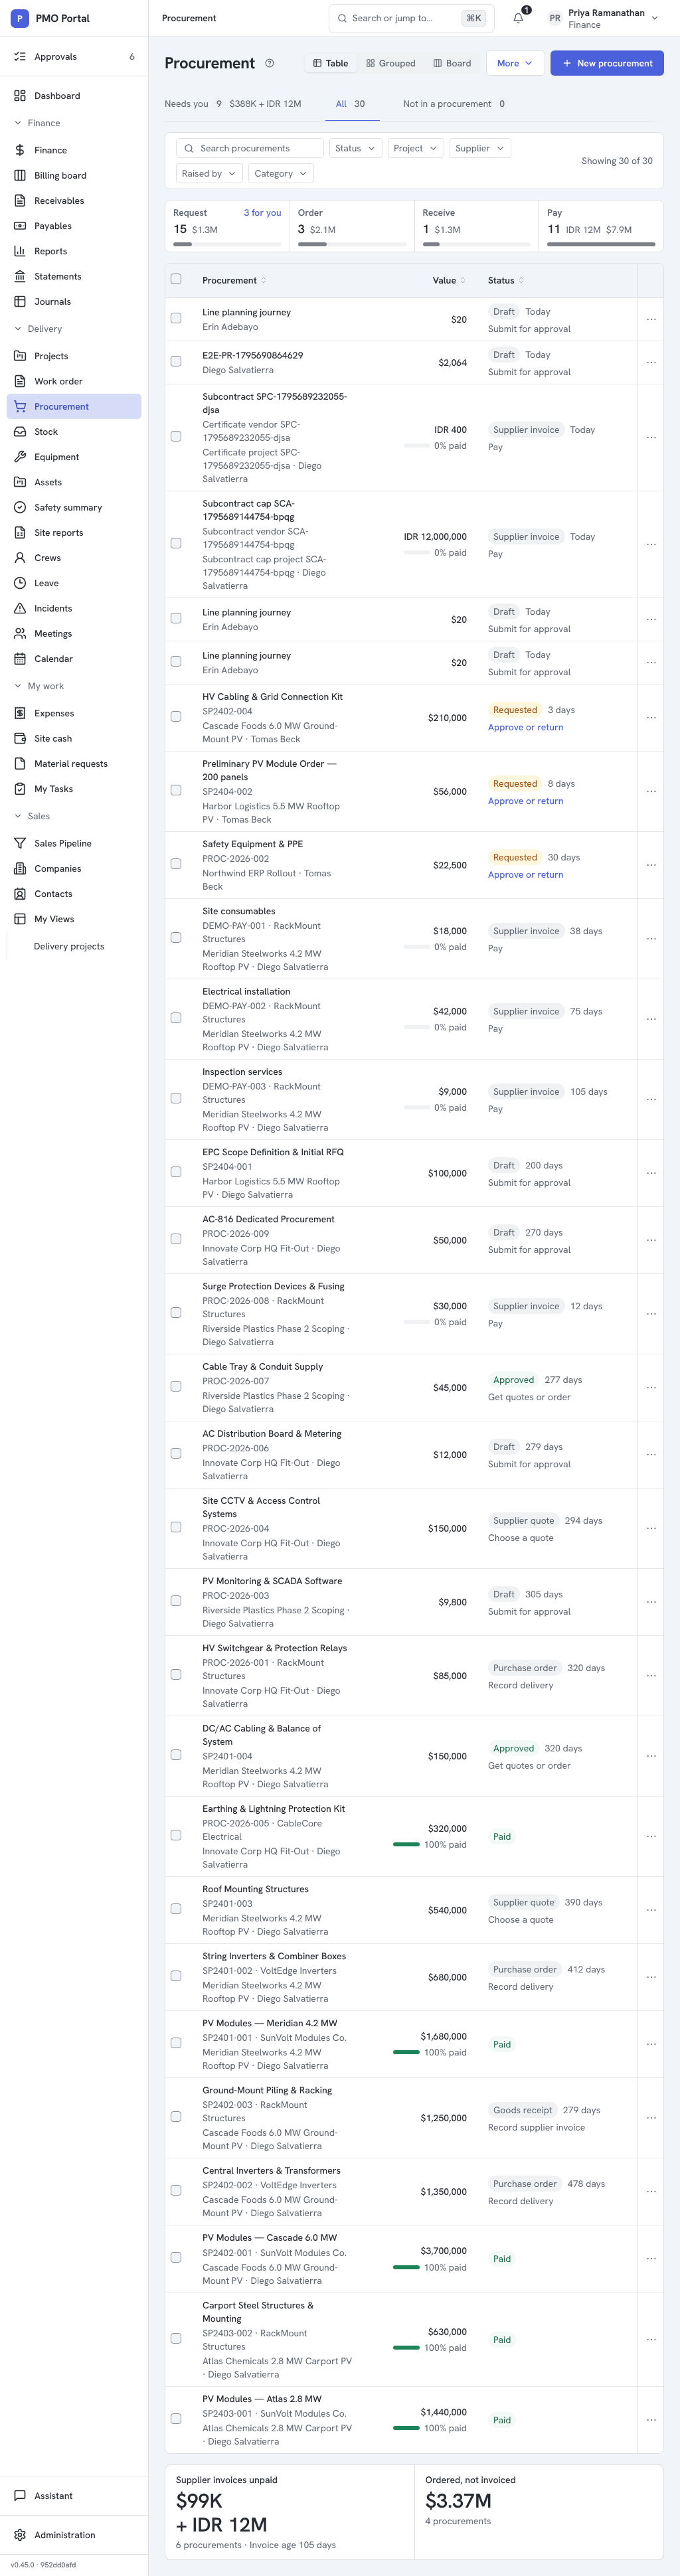 P PMO Portal
Procurement
Search or jump to... ⌘K
1
PR Priya Ramanathan
Finance
Approvals 6
Dashboard
Finance
Finance
Billing board
Receivables
Payables
Reports
Statements
Journals
Delivery
Projects
Work order
Procurement
Stock
Equipment
Assets
Safety summary
Site reports
Crews
Leave
Incidents
Meetings
Calendar
My work
Expenses
Site cash
Material requests
My Tasks
Sales
Sales Pipeline
Companies
Contacts
My Views
Delivery projects
Assistant
Administration
v0.45.0 · 952dd0afd
Procurement
Table Grouped Board More New procurement
Needs you 9 $388K + IDR 12M All 30 Not in a procurement 0
Search procurements Status Project Supplier
Raised by Category
Showing 30 of 30
Request 3 for you
15 $1.3M
Order
3 $2.1M
Receive
1 $1.3M
Pay
11 IDR 12M $7.9M
Procurement Value Status
Line planning journey
Erin Adebayo
$20
Draft Today
Submit for approval
E2E-PR-1795690864629
Diego Salvatierra
$2,064
Draft Today
Submit for approval
Subcontract SPC-1795689232055-
djsa
Certificate vendor SPC-
1795689232055-djsa
Certificate project SPC-
1795689232055-djsa · Diego
Salvatierra
IDR 400
0% paid
Supplier invoice Today
Pay
Subcontract cap SCA-
1795689144754-bpqg
Subcontract vendor SCA-
1795689144754-bpqg
Subcontract cap project SCA-
1795689144754-bpqg · Diego
Salvatierra
IDR 12,000,000
0% paid
Supplier invoice Today
Pay
Line planning journey
Erin Adebayo
$20
Draft Today
Submit for approval
Line planning journey
Erin Adebayo
$20
Draft Today
Submit for approval
HV Cabling & Grid Connection Kit
SP2402-004
Cascade Foods 6.0 MW Ground-
Mount PV · Tomas Beck
$210,000
Requested 3 days
Approve or return
Preliminary PV Module Order —
200 panels
SP2404-002
Harbor Logistics 5.5 MW Rooftop
PV · Tomas Beck
$56,000
Requested 8 days
Approve or return
Safety Equipment & PPE
PROC-2026-002
Northwind ERP Rollout · Tomas
Beck
$22,500
Requested 30 days
Approve or return
Site consumables
DEMO-PAY-001 · RackMount
Structures
Meridian Steelworks 4.2 MW
Rooftop PV · Diego Salvatierra
$18,000
0% paid
Supplier invoice 38 days
Pay
Electrical installation
DEMO-PAY-002 · RackMount
Structures
Meridian Steelworks 4.2 MW
Rooftop PV · Diego Salvatierra
$42,000
0% paid
Supplier invoice 75 days
Pay
Inspection services
DEMO-PAY-003 · RackMount
Structures
Meridian Steelworks 4.2 MW
Rooftop PV · Diego Salvatierra
$9,000
0% paid
Supplier invoice 105 days
Pay
EPC Scope Definition & Initial RFQ
SP2404-001
Harbor Logistics 5.5 MW Rooftop
PV · Diego Salvatierra
$100,000
Draft 200 days
Submit for approval
AC-816 Dedicated Procurement
PROC-2026-009
Innovate Corp HQ Fit-Out · Diego
Salvatierra
$50,000
Draft 270 days
Submit for approval
Surge Protection Devices & Fusing
PROC-2026-008 · RackMount
Structures
Riverside Plastics Phase 2 Scoping ·
Diego Salvatierra
$30,000
0% paid
Supplier invoice 12 days
Pay
Cable Tray & Conduit Supply
PROC-2026-007
Riverside Plastics Phase 2 Scoping ·
Diego Salvatierra
$45,000
Approved 277 days
Get quotes or order
AC Distribution Board & Metering
PROC-2026-006
Innovate Corp HQ Fit-Out · Diego
Salvatierra
$12,000
Draft 279 days
Submit for approval
Site CCTV & Access Control
Systems
PROC-2026-004
Innovate Corp HQ Fit-Out · Diego
Salvatierra
$150,000
Supplier quote 294 days
Choose a quote
PV Monitoring & SCADA Software
PROC-2026-003
Riverside Plastics Phase 2 Scoping ·
Diego Salvatierra
$9,800
Draft 305 days
Submit for approval
HV Switchgear & Protection Relays
PROC-2026-001 · RackMount
Structures
Innovate Corp HQ Fit-Out · Diego
Salvatierra
$85,000
Purchase order 320 days
Record delivery
DC/AC Cabling & Balance of
System
SP2401-004
Meridian Steelworks 4.2 MW
Rooftop PV · Diego Salvatierra
$150,000
Approved 320 days
Get quotes or order
Earthing & Lightning Protection Kit
PROC-2026-005 · CableCore
Electrical
Innovate Corp HQ Fit-Out · Diego
Salvatierra
$320,000
100% paid
Paid
Roof Mounting Structures
SP2401-003
Meridian Steelworks 4.2 MW
Rooftop PV · Diego Salvatierra
$540,000
Supplier quote 390 days
Choose a quote
String Inverters & Combiner Boxes
SP2401-002 · VoltEdge Inverters
Meridian Steelworks 4.2 MW
Rooftop PV · Diego Salvatierra
$680,000
Purchase order 412 days
Record delivery
PV Modules — Meridian 4.2 MW
SP2401-001 · SunVolt Modules Co.
Meridian Steelworks 4.2 MW
Rooftop PV · Diego Salvatierra
$1,680,000
100% paid
Paid
Ground-Mount Piling & Racking
SP2402-003 · RackMount
Structures
Cascade Foods 6.0 MW Ground-
Mount PV · Diego Salvatierra
$1,250,000
Goods receipt 279 days
Record supplier invoice
Central Inverters & Transformers
SP2402-002 · VoltEdge Inverters
Cascade Foods 6.0 MW Ground-
Mount PV · Diego Salvatierra
$1,350,000
Purchase order 478 days
Record delivery
PV Modules — Cascade 6.0 MW
SP2402-001 · SunVolt Modules Co.
Cascade Foods 6.0 MW Ground-
Mount PV · Diego Salvatierra
$3,700,000
100% paid
Paid
Carport Steel Structures &
Mounting
SP2403-002 · RackMount
Structures
Atlas Chemicals 2.8 MW Carport PV
· Diego Salvatierra
$630,000
100% paid
Paid
PV Modules — Atlas 2.8 MW
SP2403-001 · SunVolt Modules Co.
Atlas Chemicals 2.8 MW Carport PV
· Diego Salvatierra
$1,440,000
100% paid
Paid
Supplier invoices unpaid
$99K
+ IDR 12M
6 procurements · Invoice age 105 days
Ordered, not invoiced
$3.37M
4 procurements